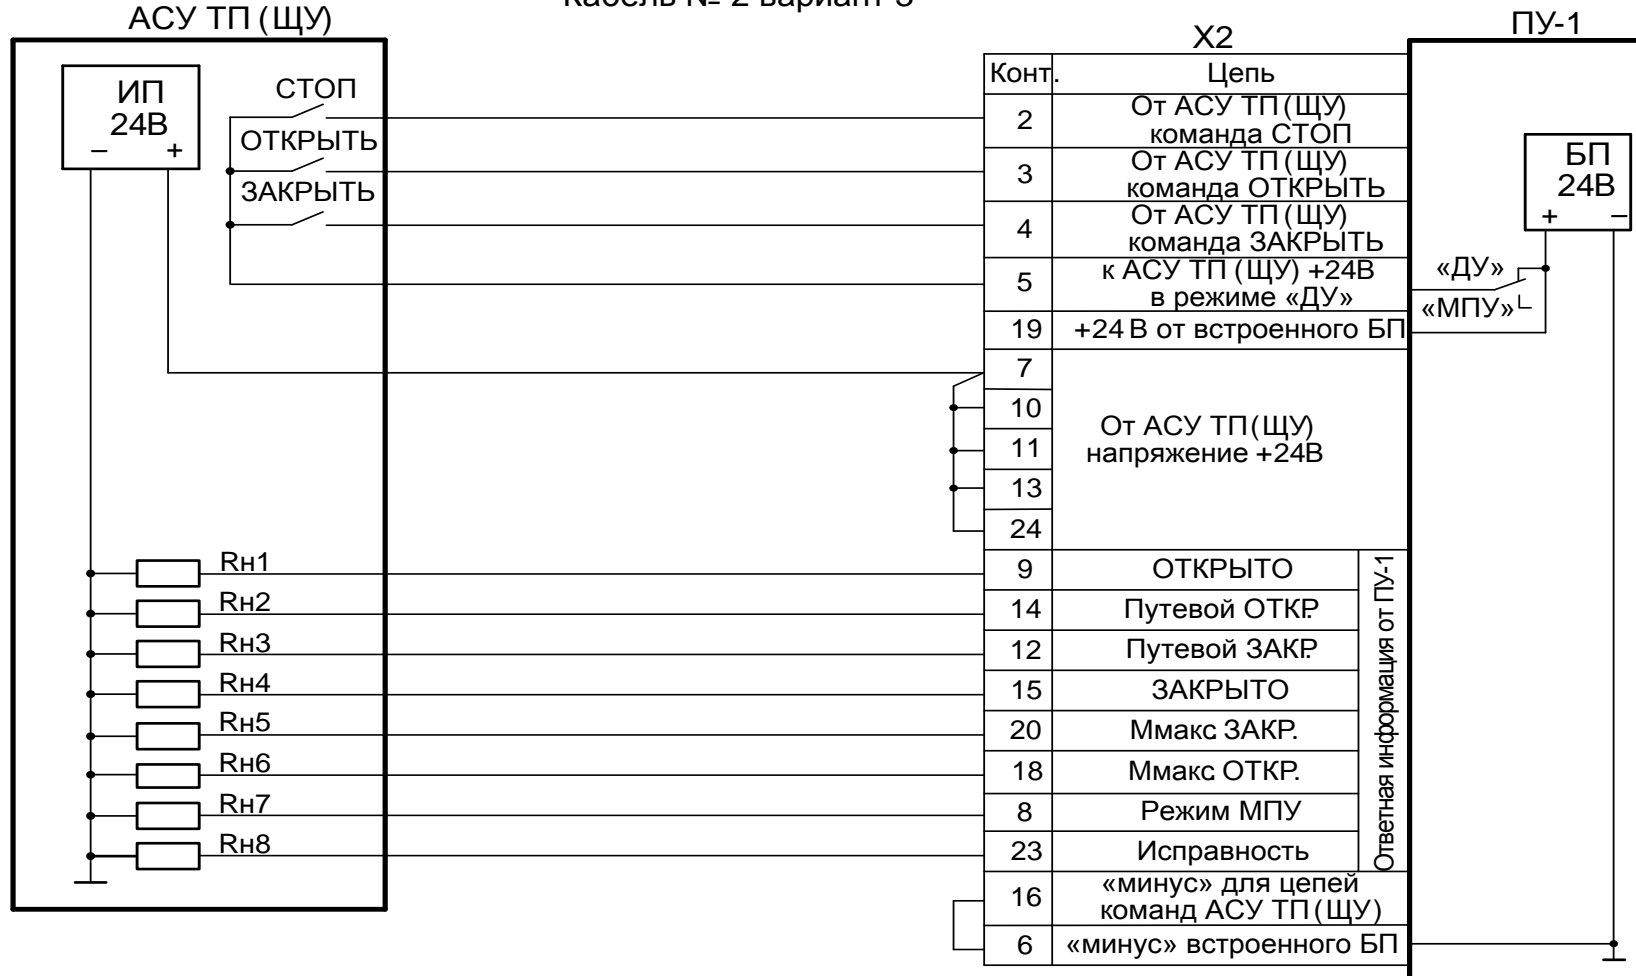 Кабель № 2 вариант 3
АСУ ТП (ЩУ)
ИП
24В
– +
СТОП
ОТКРЫТЬ
ЗАКРЫТЬ
Rн1
Rн2
Rн3
Rн4
Rн5
Rн6
Rн7
Rн8
X2
Конт. Цепь
2 От АСУ ТП (ЩУ)
команда СТОП
3 От АСУ ТП (ЩУ)
команда ОТКРЫТЬ
4 От АСУ ТП (ЩУ)
команда ЗАКРЫТЬ
5 к АСУ ТП (ЩУ) +24В
в режиме «ДУ»
19 +24 В от встроенного БП
7
10
11
13
24
От АСУ ТП (ЩУ)
напряжение +24В
9 ОТКРЫТО
14 Путевой ОТКР.
12 Путевой ЗАКР.
15 ЗАКРЫТО
20 Ммакс ЗАКР.
18 Ммакс ОТКР.
8 Режим МПУ
23 Исправность
Ответная информация от ПУ-1
16 «минус» для цепей
команд АСУ ТП (ЩУ)
6 «минус» встроенного БП
ПУ-1
БП
24В
+ –
«ДУ»
«МПУ»